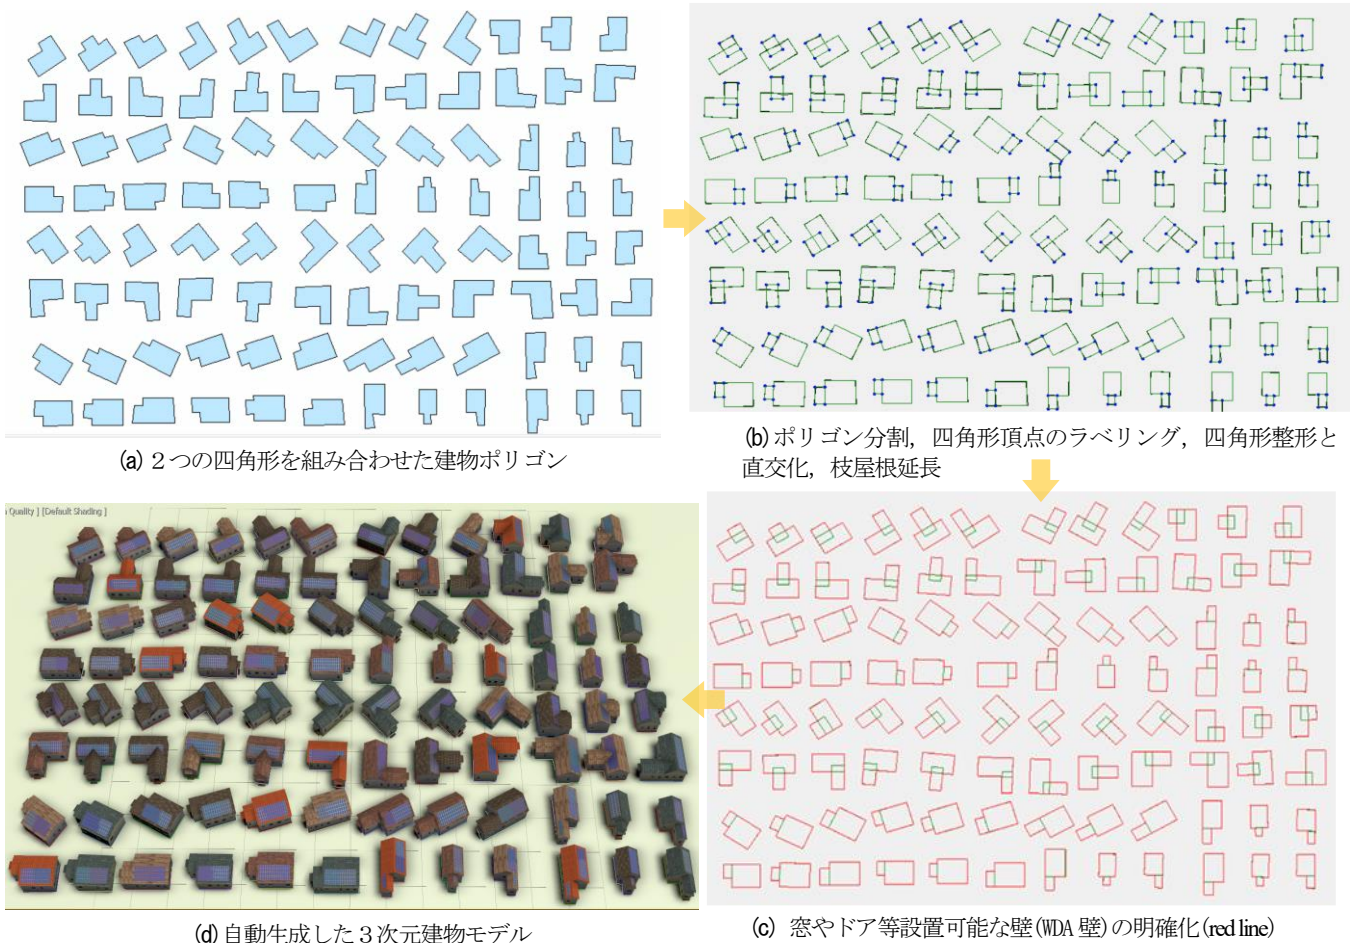 (a) 2つの四角形を組み合わせた建物ポリゴン
(b) ポリゴン分割, 四角形頂点のラベリング, 四角形整形と
直交化, 枝屋根延長
Quality ] [Default Shading ]
(d) 自動生成した3次元建物モデル
(c) 窓やドア等設置可能な壁(WDA 壁)の明確化(red line)